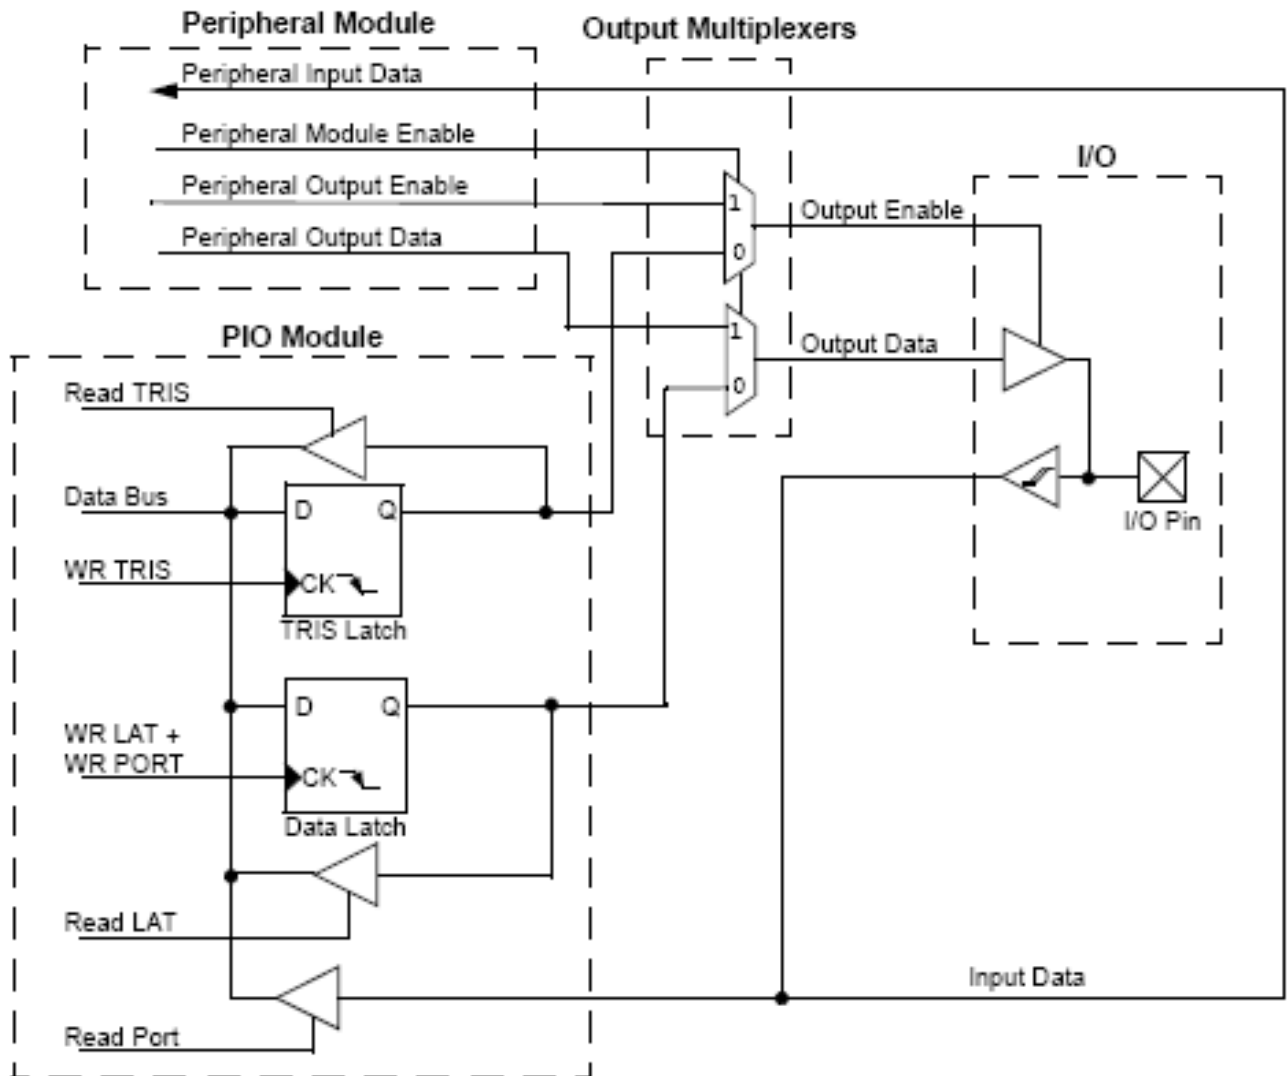 Peripheral Module
Output Multiplexers
Peripheral Input Data
Peripheral Module Enable
I/O
Peripheral Output Enable
1
Output Enable
Peripheral Output Data
0
PIO Module
1
Output Data
Read TRIS
0
Data Bus
D
Q
I/O Pin
WR TRIS
CK
TRIS Latch
D
Q
WR LAT +
WR PORT
CK
Data Latch
Read LAT
Input Data
Read Port